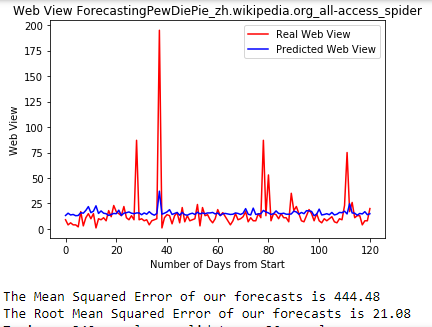 Web View ForecastingPewDiePie_zh.wikipedia.org_all-access_spider
Real Web View
Predicted Web View
Web View
200
175
150
125
100
75
50
25
0
0 20 40 60 80 100 120
Number of Days from Start
The Mean Squared Error of our forecasts is 444.48
The Root Mean Squared Error of our forecasts is 21.08